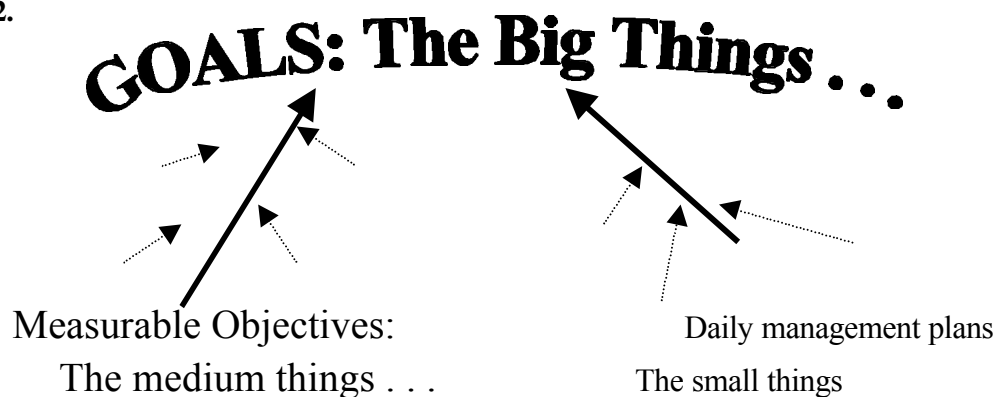 2.
GOALS: The Big Things . . .
Measurable Objectives:
Daily management plans
The medium things . . .
The small things